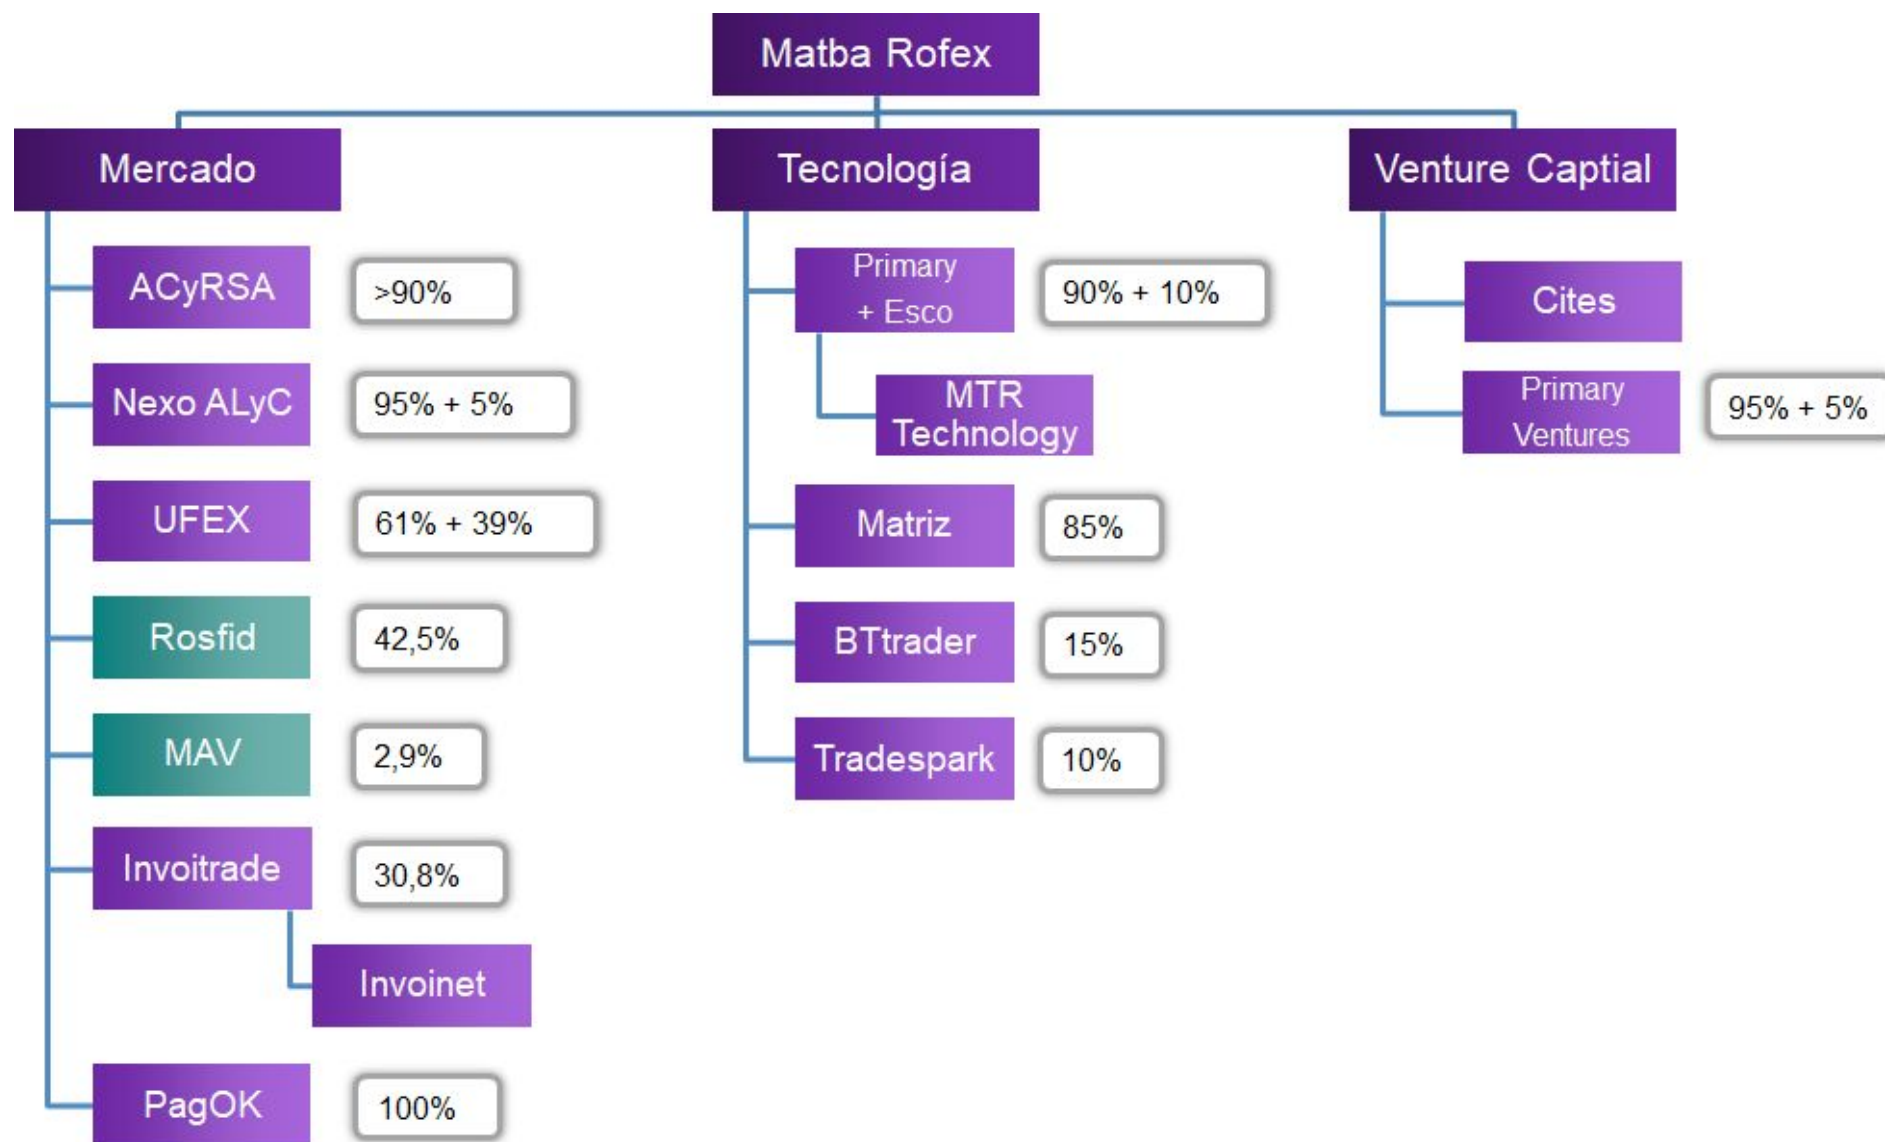 Matba Rofex
Mercado
ACyRSA
>90%
Nexo ALyC
95% + 5%
UFEX
61% + 39%
Rosfid
42,5%
MAV
2,9%
Invoitrade
30,8%
Invoinet
PagOK
100%
Tecnología
Primary
+ Esco
90% + 10%
MTR
Technology
Matriz
85%
BTtrader
15%
Tradespark
10%
Venture Captial
Cites
Primary
Ventures
95% + 5%